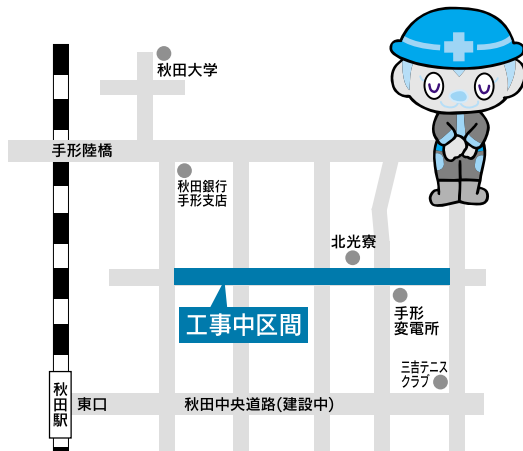 秋田大学
手形陸橋
秋田銀行
手形支店
北光寮
工事中区間
手形
変電所
三吉テニス
クラブ
秋田駅
東口
秋田中央道路(建設中)